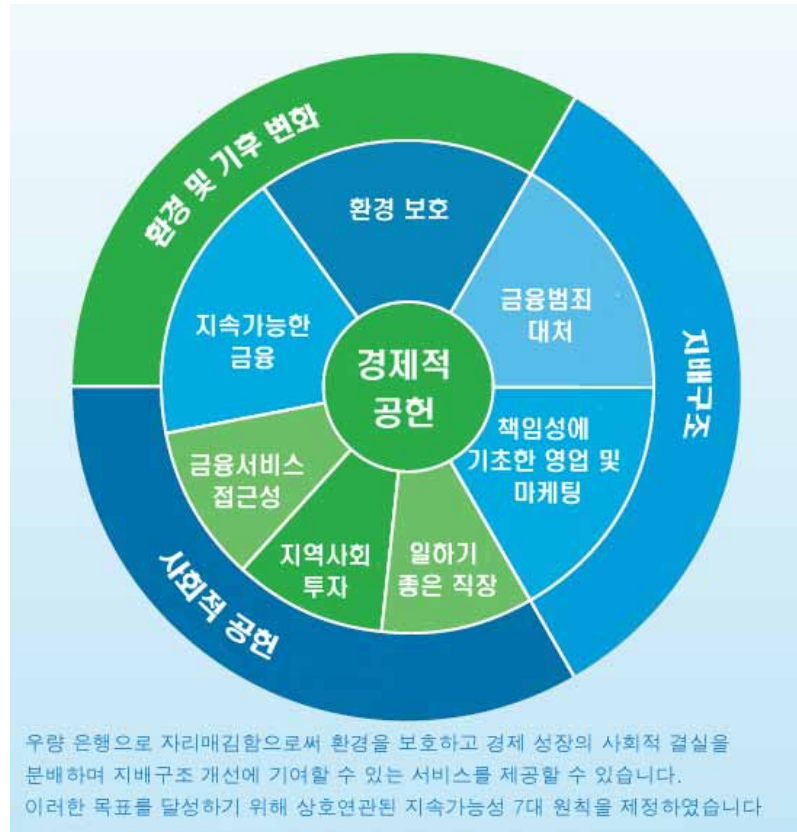 환경 및 기후 변화
환경 보호
금융범죄
대처
지배구조
지속가능한
금융
경제적
공헌
책임성에
기초한 영업 및
마케팅
금융서비스
접근성
지역사회
투자
일하기
좋은 직장
사회적 공헌
우량 은행으로 자리매김함으로써 환경을 보호하고 경제 성장의 사회적 결실을
분배하며 지배구조 개선에 기여할 수 있는 서비스를 제공할 수 있습니다.
이러한 목표를 달성하기 위해 상호연관된 지속가능성 7대 원칙을 제정하였습니다